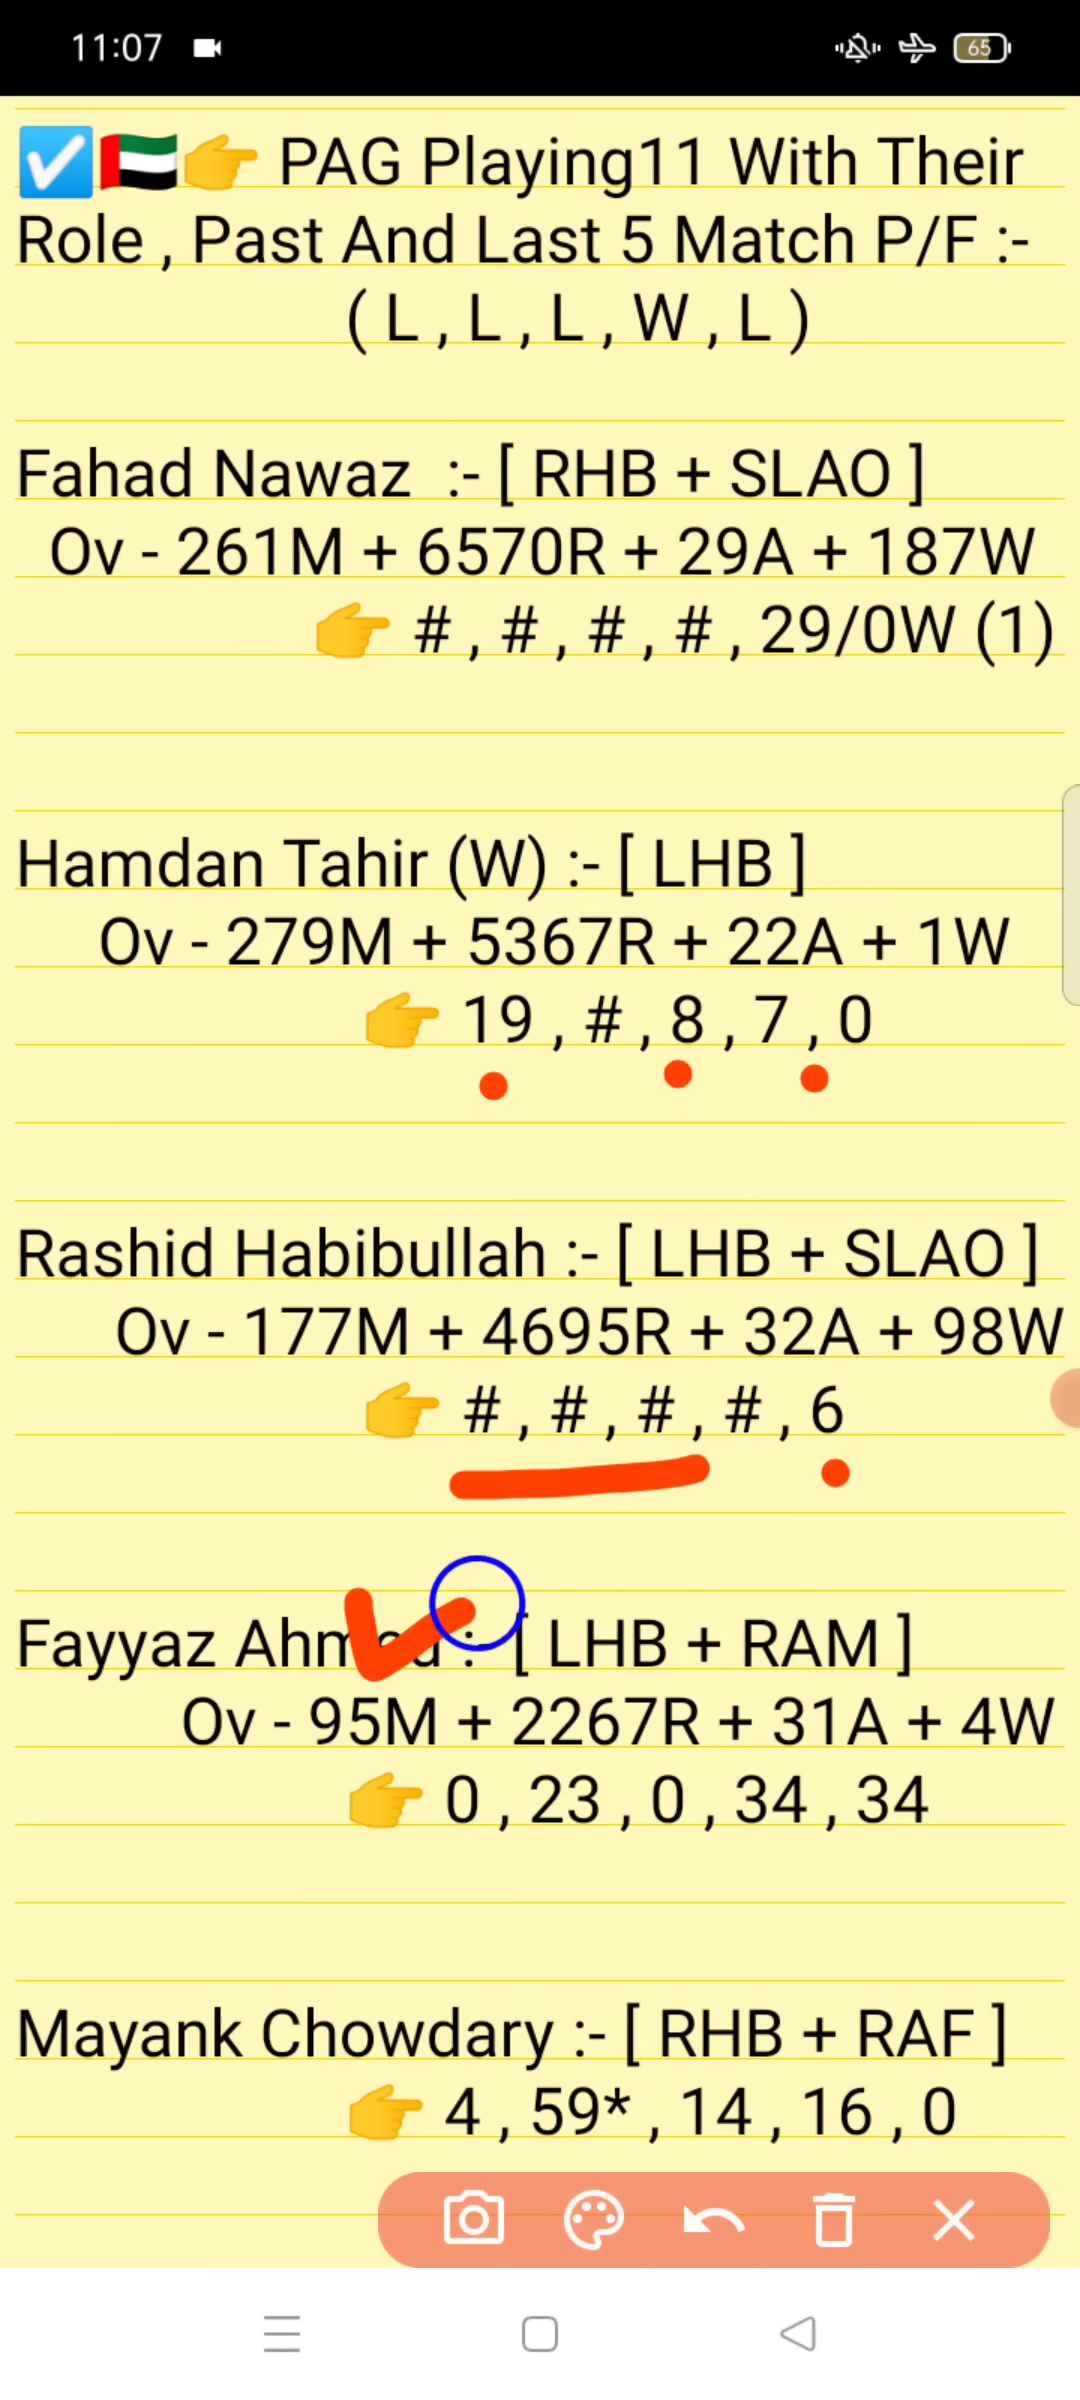 11:07
65
☑️🇦🇪👉 PAG Playing11 With Their
Role , Past And Last 5 Match P/F :-
( L , L , L , W , L )
Fahad Nawaz :- [ RHB + SLAO ]
Ov - 261M + 6570R + 29A + 187W
👉 # , # , # , # , 29/0W (1)
Hamdan Tahir (W) :- [ LHB ]
Ov - 279M + 5367R + 22A + 1W
👉 19 , # , 8 , 7 , 0
Rashid Habibullah :- [ LHB + SLAO ]
Ov - 177M + 4695R + 32A + 98W
👉 # , # , # , # , 6
Fayyaz :- [ LHB + RAM ]
Ov - 95M + 2267R + 31A + 4W
👉 0 , 23 , 0 , 34 , 34
Mayank Chowdary :- [ RHB + RAF ]
👉 4 , 59* , 14 , 16 , 0